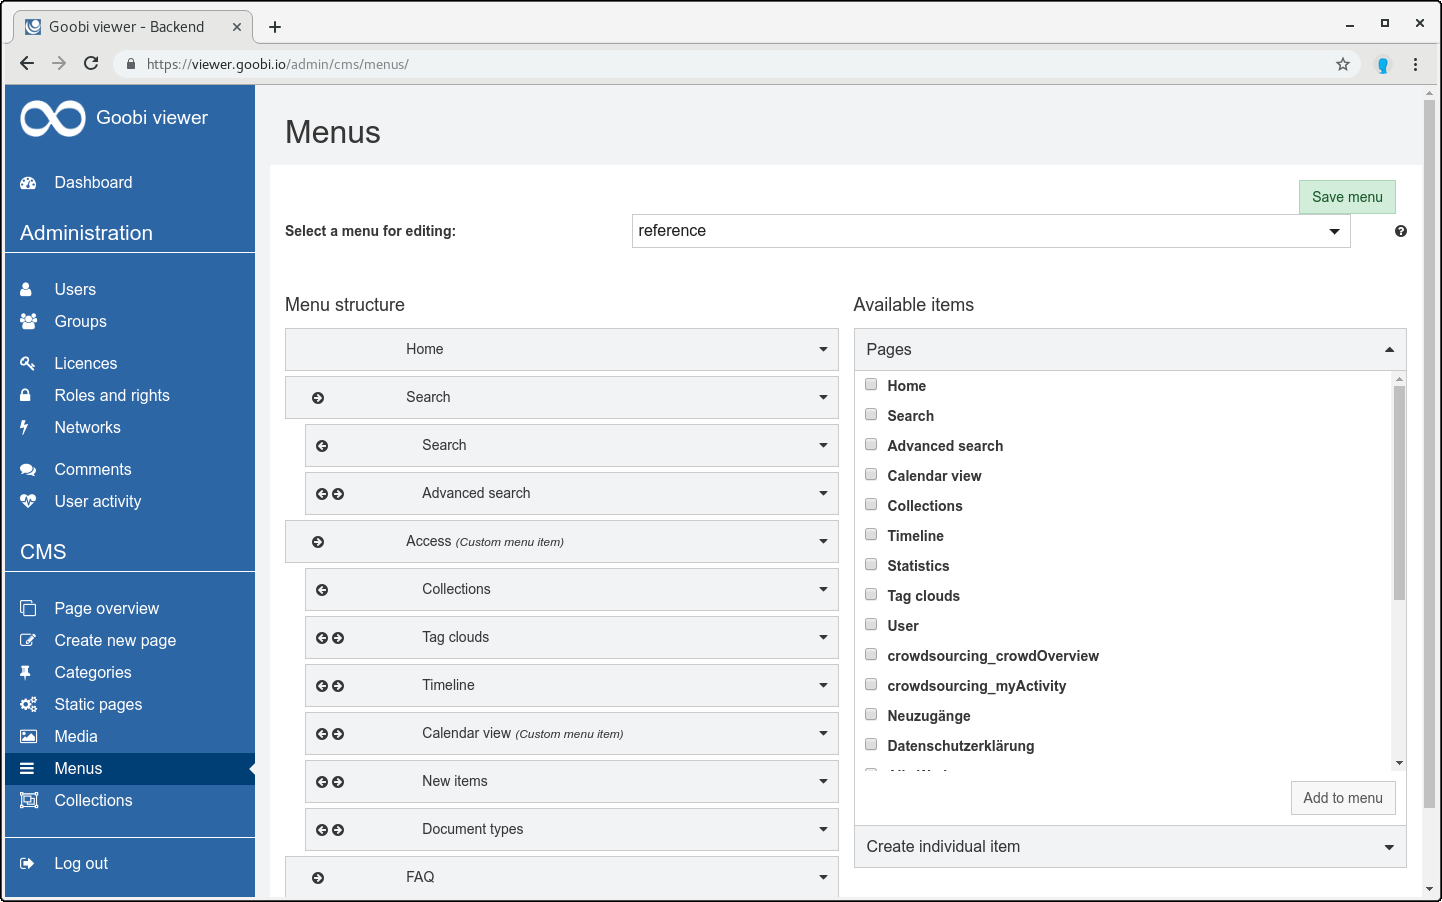 Goobi viewer - Backend
https://viewer.goobi.io/admin/cms/menus/
Goobi viewer
Dashboard
Administration
Users
Groups
Licences
Roles and rights
Networks
Comments
User activity
CMS
Page overview
Create new page
Categories
Static pages
Media
Menus
Collections
Log out
Menus
Save menu
Select a menu for editing:
reference
Menu structure
Home
Search
Search
Advanced search
Access (Custom menu item)
Collections
Tag clouds
Timeline
Calendar view (Custom menu item)
New items
Document types
FAQ
Available items
Pages
Home
Search
Advanced search
Calendar view
Collections
Timeline
Statistics
Tag clouds
User
crowdsourcing_crowdOverview
crowdsourcing_myActivity
Neuzugänge
Datenschutzerklärung
Add to menu
Create individual item